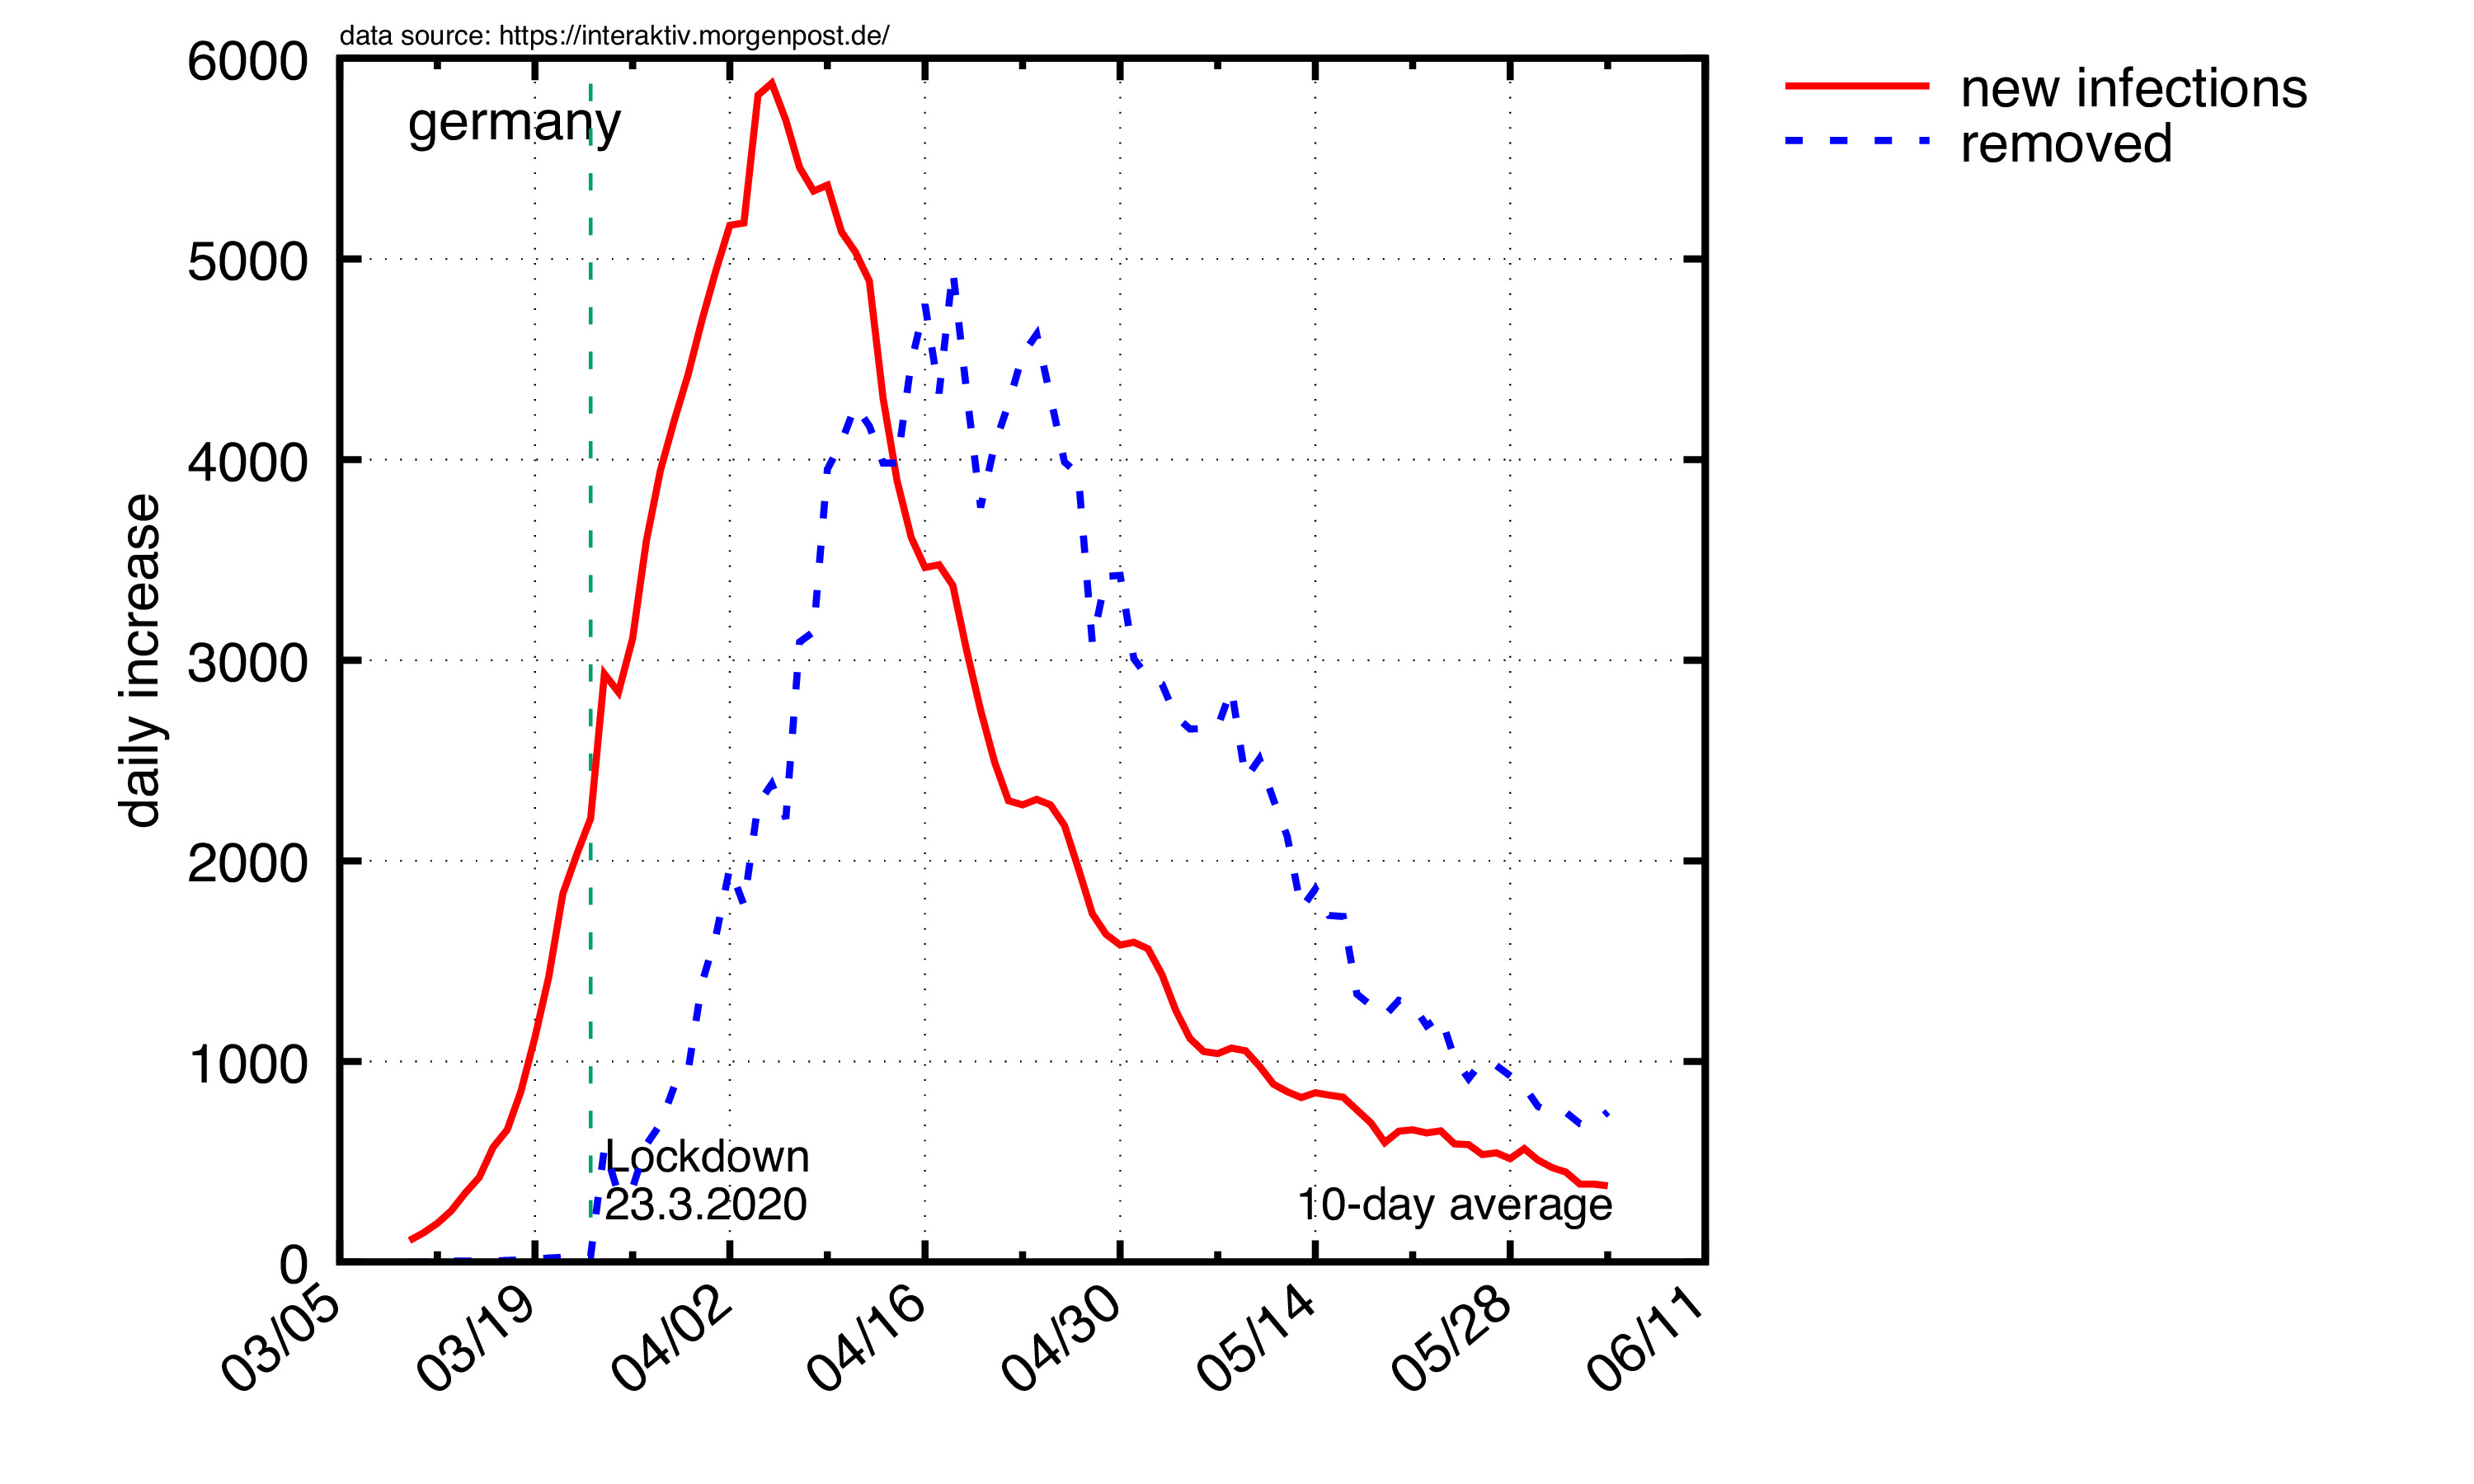 data source: https://interaktiv.morgenpost.de/
germany
new infections
removed
6000
5000
4000
3000
2000
1000
0
daily increase
Lockdown
23.3.2020
10-day average
03/05
03/19
04/02
04/16
04/30
05/14
05/28
06/11